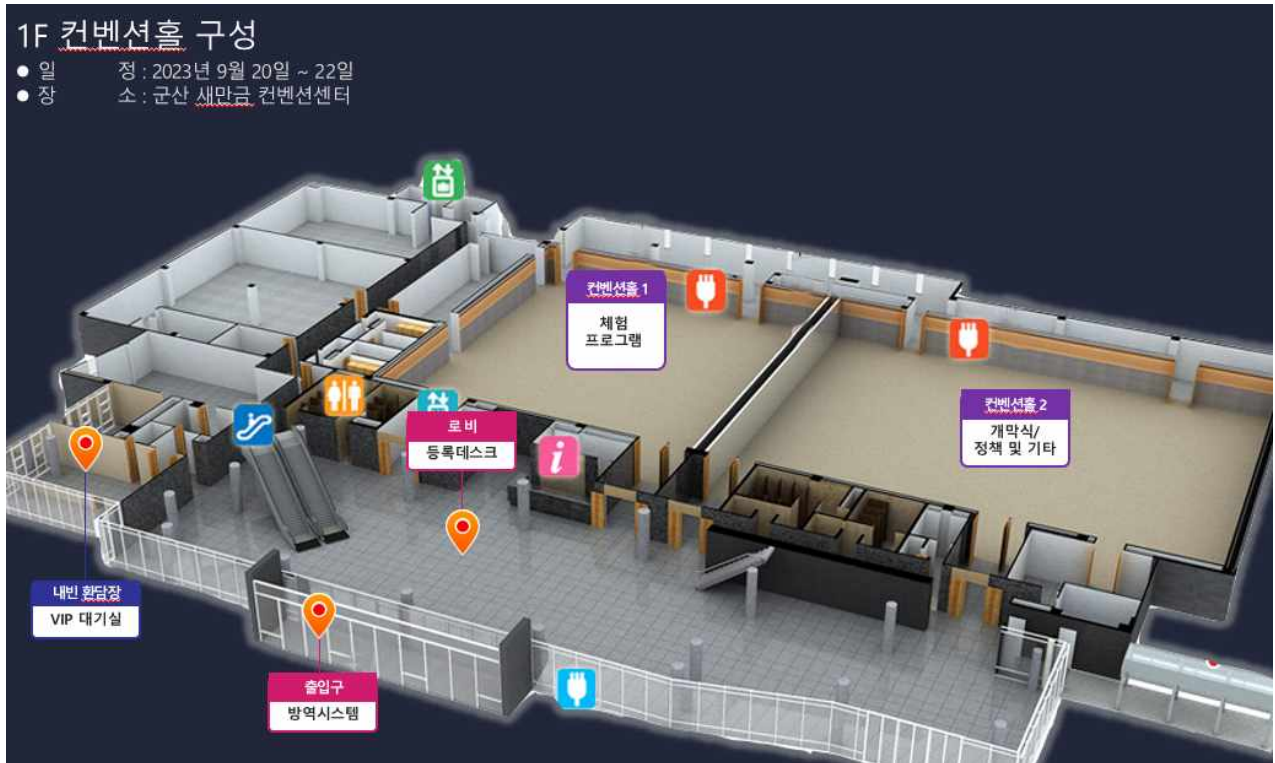 1F 컨벤션홀 구성
● 일 정 : 2023년 9월 20일 ~ 22일
● 장 소 : 군산 새만금 컨벤션센터
컨벤션홀 1
체험
프로그램
컨벤션홀 2
개막식/
정책 및 기타
로비
등록데스크
i
내빈 환담장
VIP 대기실
출입구
방역시스템